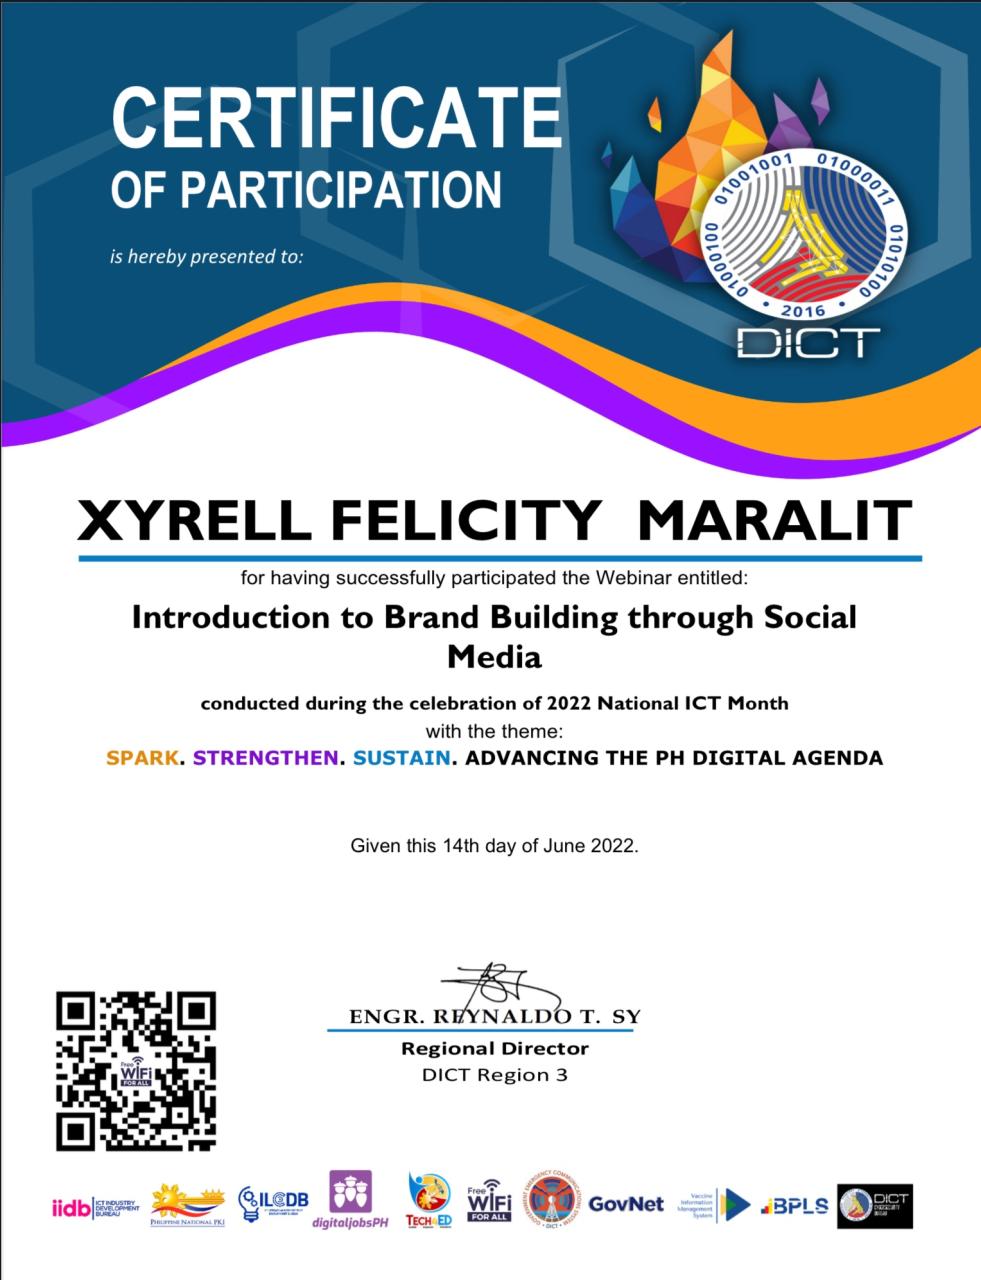 CERTIFICATE
OF PARTICIPATION
is hereby presented to:
01000100 01001001 01000011 01010100
• 2016 •
DICT
XYRELL FELICITY MARALIT
for having successfully participated the Webinar entitled:
Introduction to Brand Building through Social
Media
conducted during the celebration of 2022 National ICT Month
with the theme:
SPARK. STRENGTHEN. SUSTAIN. ADVANCING THE PH DIGITAL AGENDA
Given this 14th day of June 2022.
ENGR. REYNALDO T. SY
Regional Director
DICT Region 3
Free
WiFi
FOR ALL
iidb ICT INDUSTRY
DEVELOPMENT
BUREAU
PHILIPPINE NATIONAL PKI
ILCDB
digitaljobsPH
TECH4ED
Free
WiFi
FOR ALL
GOVERNMENT EMERGENCY COMMUNICATIONS SYSTEM
• DICT •
GovNet
Vaccine
Information
Management
System
iBPLS
DICT
CYBERSECURITY
BUREAU